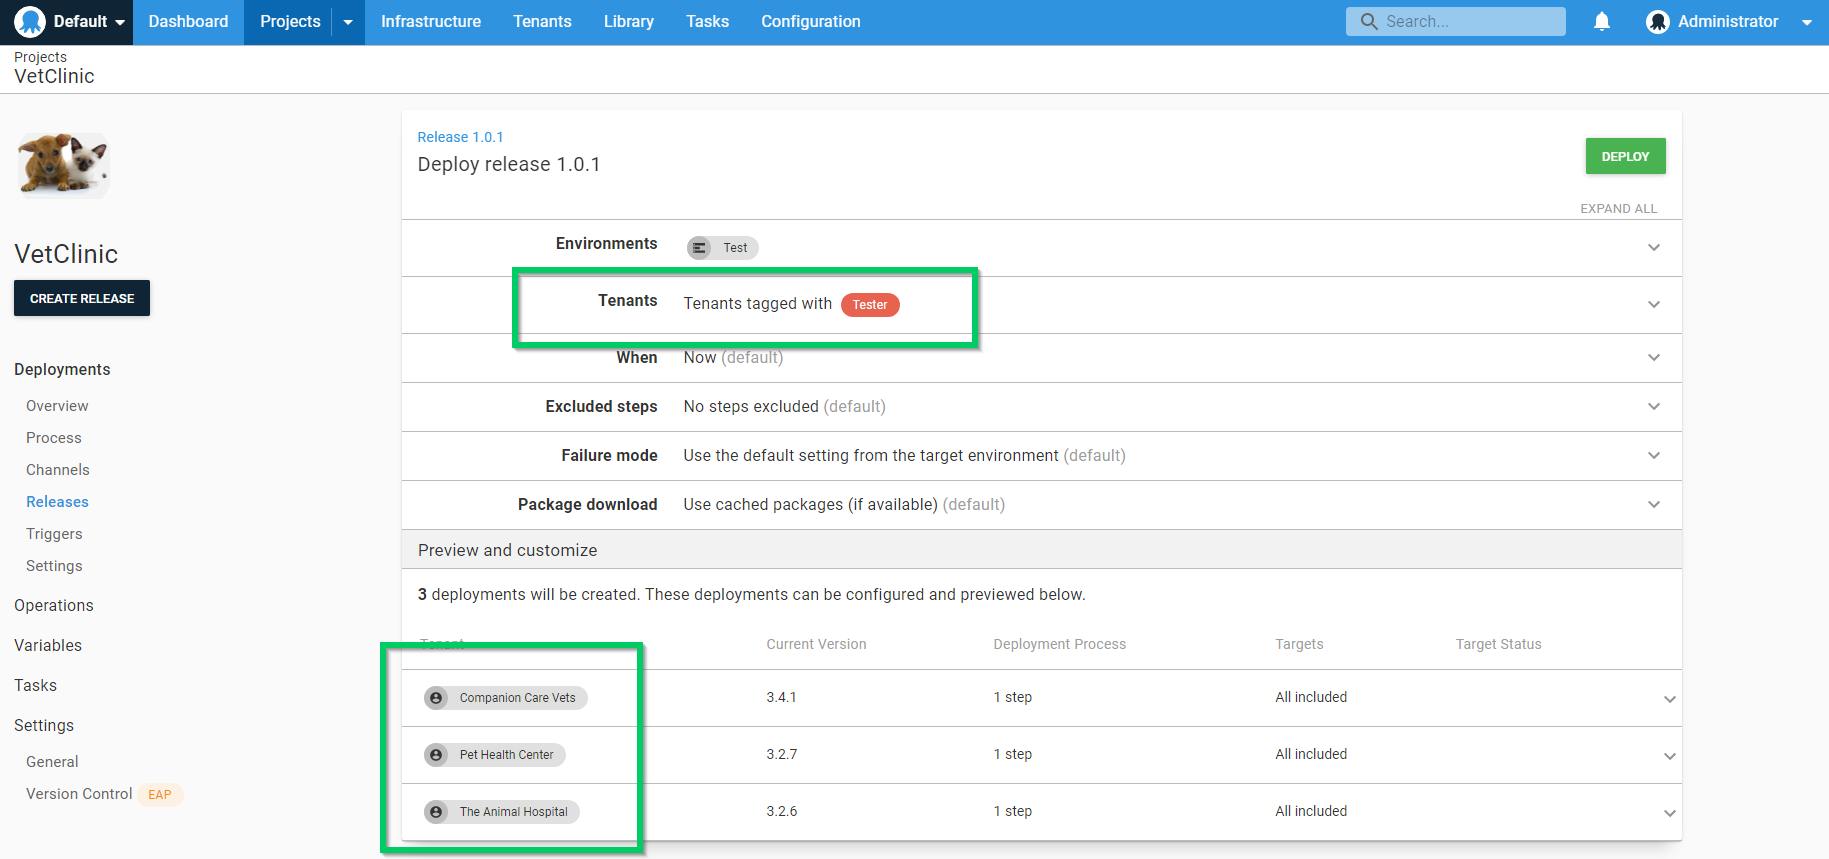 Default Dashboard Projects Infrastructure Tenants Library Tasks Configuration Search... Administrator
Projects
VetClinic
VetClinic
CREATE RELEASE
Deployments
Overview
Process
Channels
Releases
Triggers
Settings
Operations
Variables
Tasks
Settings
General
Version Control EAP
Release 1.0.1
Deploy release 1.0.1
DEPLOY
EXPAND ALL
Environments Test
Tenants Tenants tagged with Tester
When Now (default)
Excluded steps No steps excluded (default)
Failure mode Use the default setting from the target environment (default)
Package download Use cached packages (if available) (default)
Preview and customize
3 deployments will be created. These deployments can be configured and previewed below.
Tenant Current Version Deployment Process Targets Target Status
Companion Care Vets 3.4.1 1 step All included
Pet Health Center 3.2.7 1 step All included
The Animal Hospital 3.2.6 1 step All included